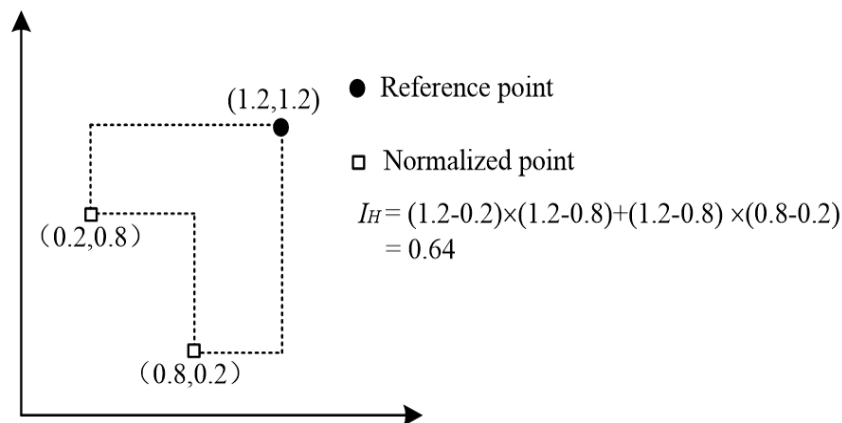 (1.2,1.2)
Reference point
Normalized point
I_H = (1.2-0.2)×(1.2-0.8)+(1.2-0.8) ×(0.8-0.2)
= 0.64
（0.2,0.8）
（0.8,0.2）